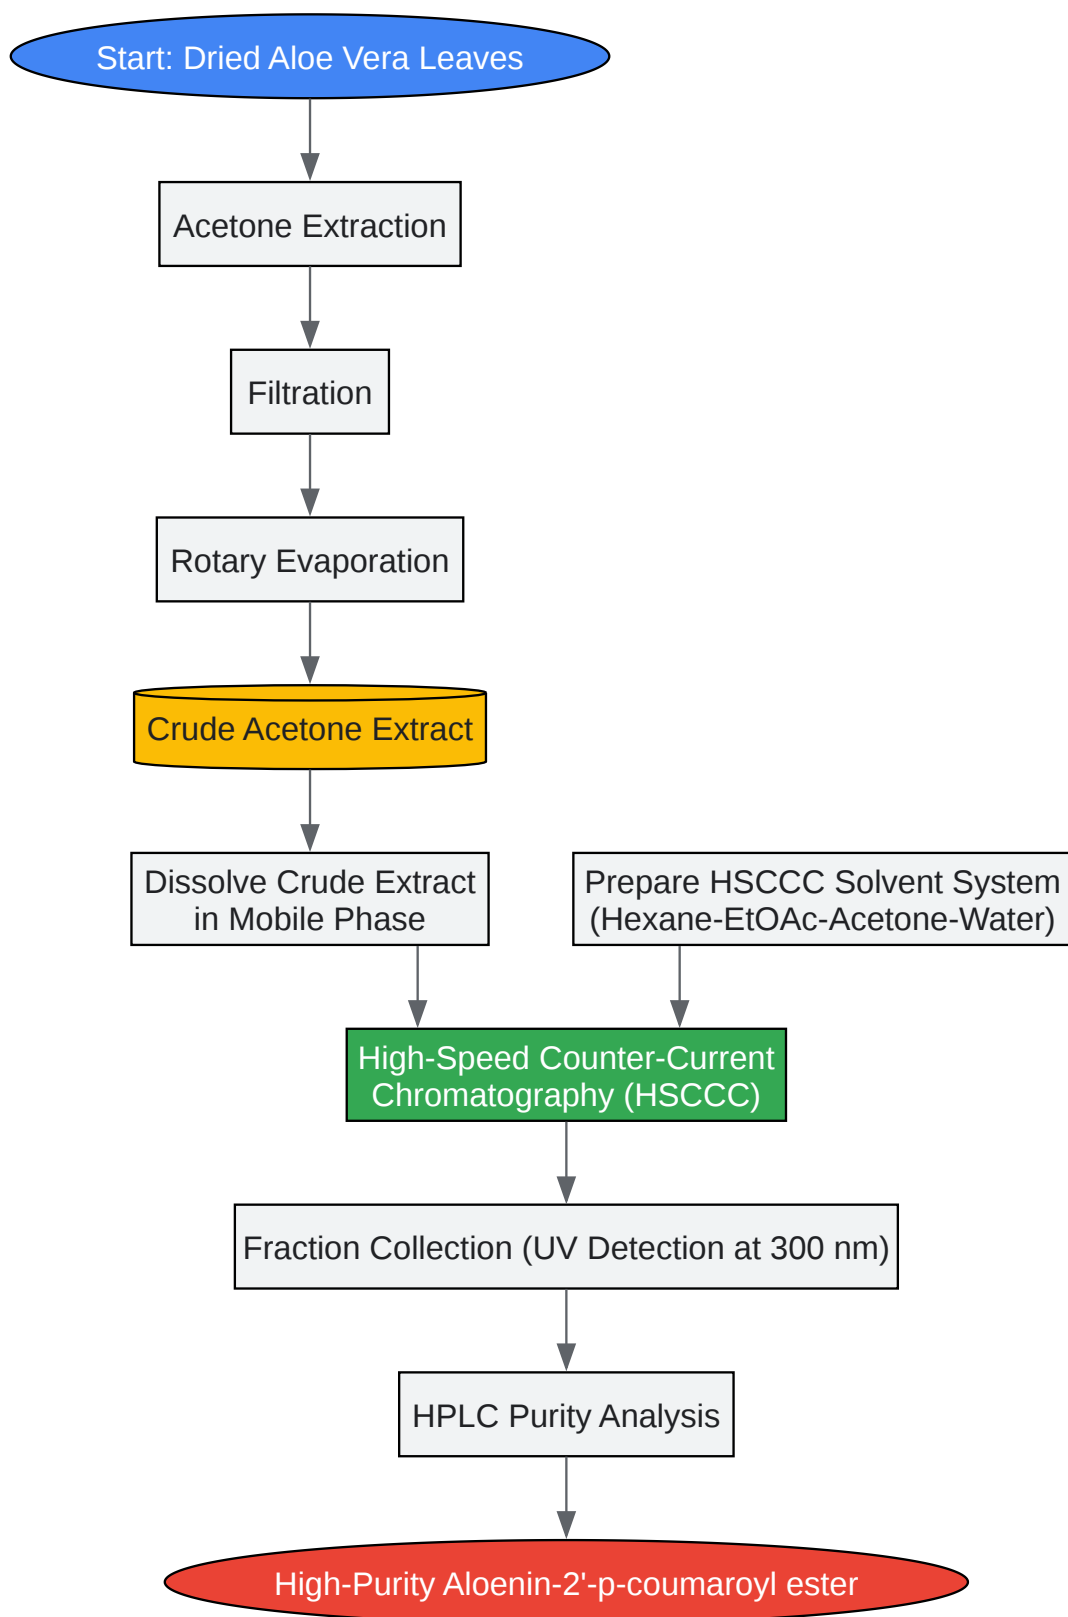 Start: Dried Aloe Vera Leaves
Acetone Extraction
Filtration
Rotary Evaporation
Crude Acetone Extract
Dissolve Crude Extract
in Mobile Phase
Prepare HSCCC Solvent System
(Hexane-EtOAc-Acetone-Water)
High-Speed Counter-Current
Chromatography (HSCCC)
Fraction Collection (UV Detection at 300 nm)
HPLC Purity Analysis
High-Purity Aloenin-2'-p-coumaroyl ester